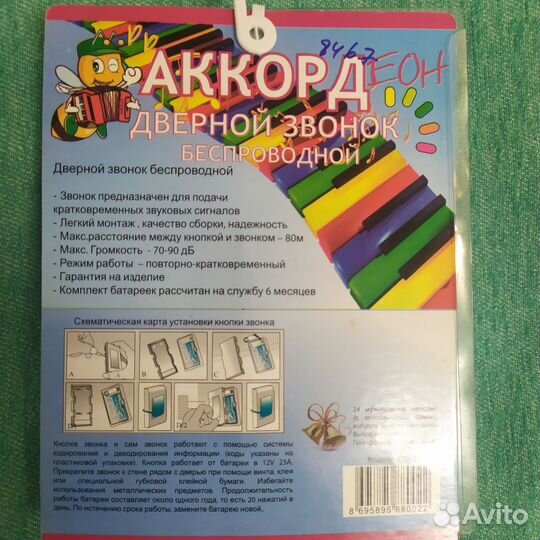 8467
АККОРДЕОН
ДВЕРНОЙ ЗВОНОК
БЕСПРОВОДНОЙ
Дверной звонок беспроводной
- Звонок предназначен для подачи
кратковременных звуковых сигналов
- Легкий монтаж , качество сборки, надежность
- Макс.расстояние между кнопкой и звонком – 80м
- Макс. Громкость - 70-90 дБ
- Режим работы – повторно-кратковременный
- Гарантия на изделие
- Комплект батареек рассчитан на службу 6 месяцев
Схематическая карта установки кнопки звонка
A
B
C
D/2
24 музыкальные мелодии
Кнопка звонка и сам звонок работают с помощью системы
кодирования и декодирования информации (коды указаны на
пластиковой упаковке). Кнопка работает от батареи в 12V 23A.
Прикрепите звонок к стене рядом с дверью при помощи винта, клея
или специальной губковой клейкой бумаги. Избегайте
использования металлических предметов. Продолжительность
работы батареи составляет около одного года, то есть 20 нажатий в
день. По истечению срока работы, замените батарею новой..
Модель:
8 695895 880022
Avito